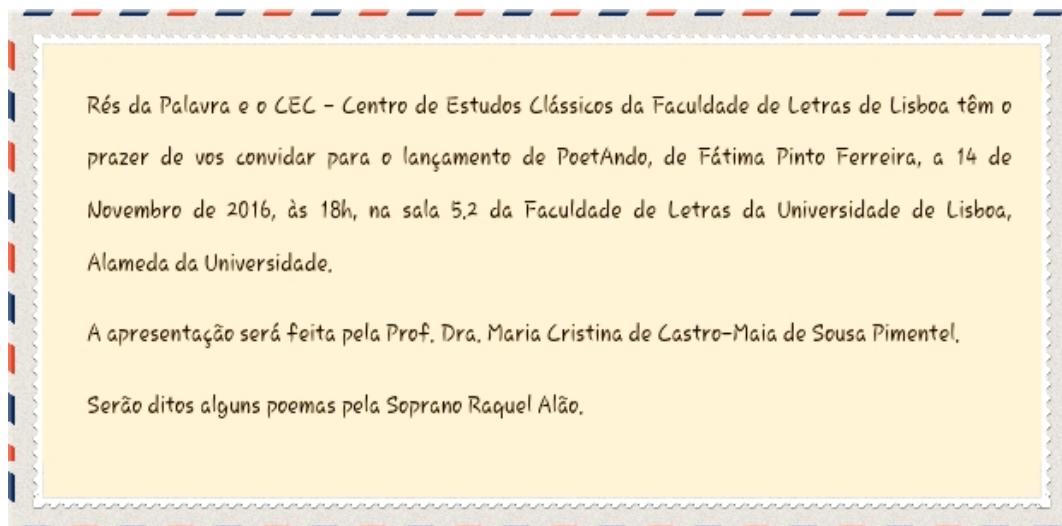 Rés da Palavra e o CEC - Centro de Estudos Clássicos da Faculdade de Letras de Lisboa têm o
prazer de vos convidar para o lançamento de PoetAndo, de Fátima Pinto Ferreira, a 14 de
Novembro de 2016, às 18h, na sala 5.2 da Faculdade de Letras da Universidade de Lisboa,
Alameda da Universidade.
A apresentação será feita pela Prof. Dra. Maria Cristina de Castro-Maia de Sousa Pimentel.
Serão ditos alguns poemas pela Soprano Raquel Alão.